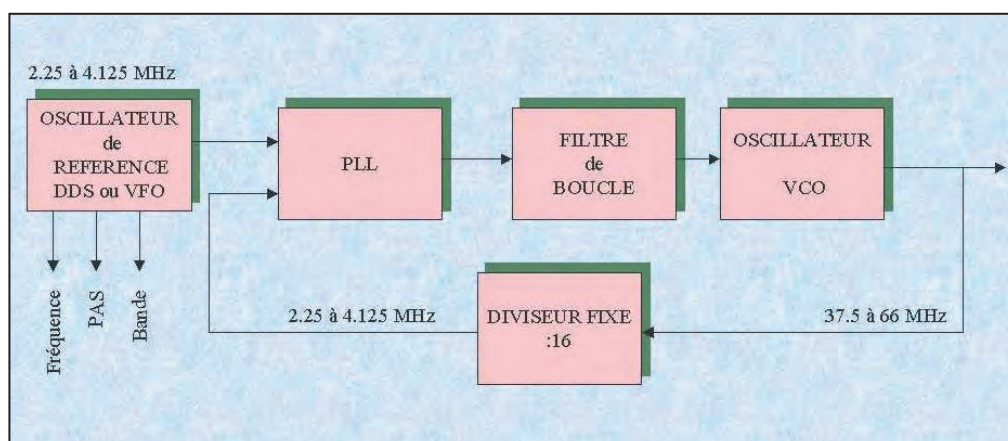 2.25 à 4.125 MHz
OSCILLATEUR
de
REFERENCE
DDS ou VFO
PLL
FILTRE
de
BOUCLE
OSCILLATEUR
VCO
Fréquence
PAS
Bande
2.25 à 4.125 MHz
DIVISEUR FIXE
:16
37.5 à 66 MHz